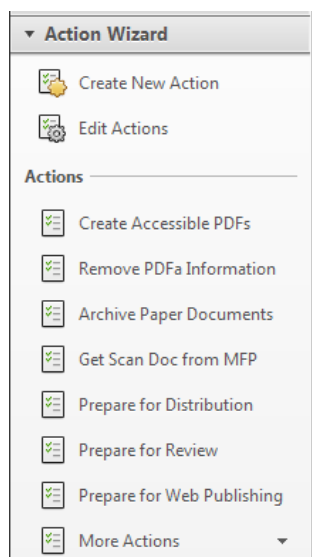 Action Wizard
Create New Action
Edit Actions
Actions
Create Accessible PDFs
Remove PDFa Information
Archive Paper Documents
Get Scan Doc from MFP
Prepare for Distribution
Prepare for Review
Prepare for Web Publishing
More Actions